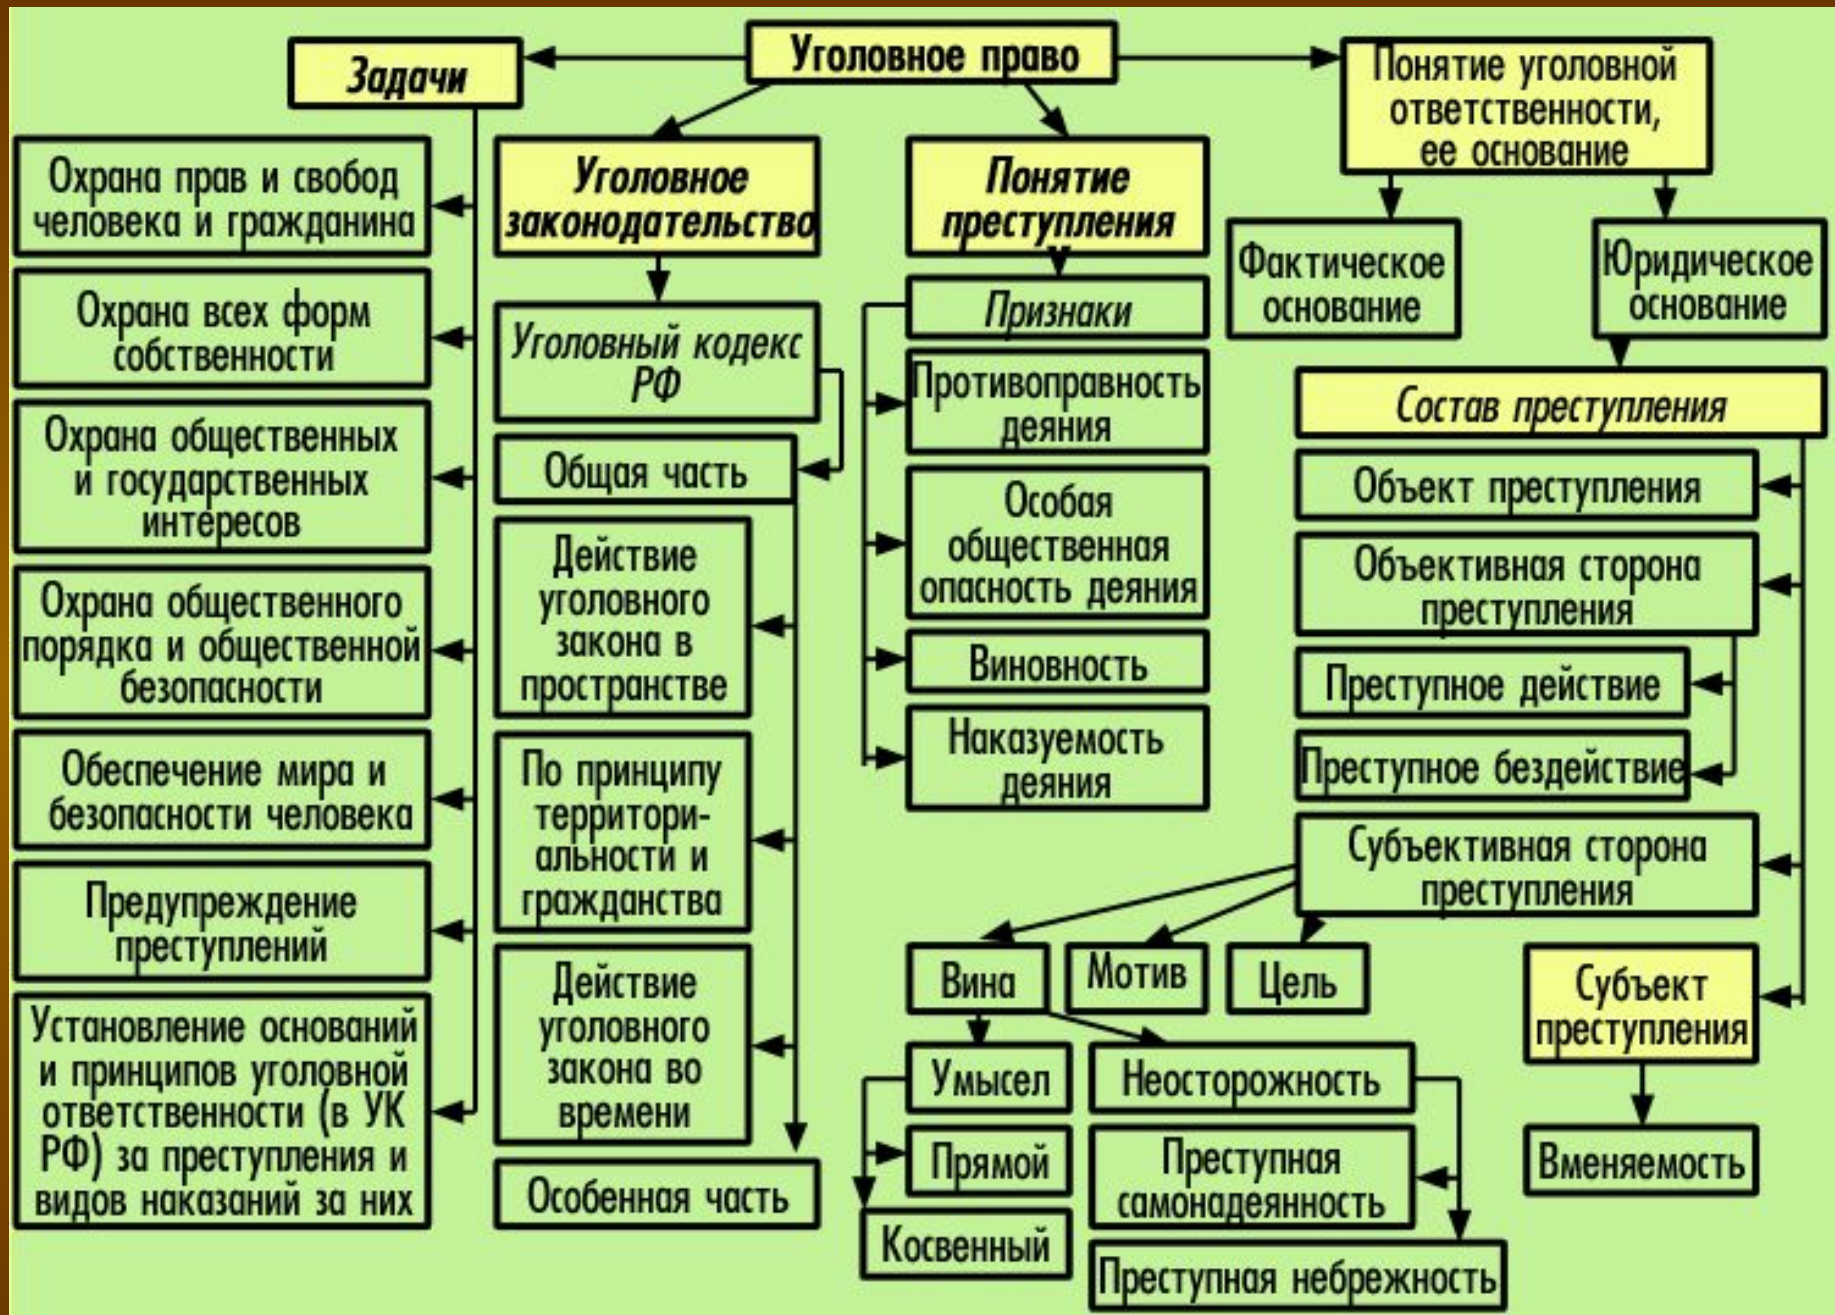 Уголовное право
Задачи
Охрана прав и свобод
человека и гражданина
Охрана всех форм
собственности
Охрана общественных
и государственных
интересов
Охрана общественного
порядка и общественной
безопасности
Обеспечение мира и
безопасности человека
Предупреждение
преступлений
Установление оснований
и принципов уголовной
ответственности (в УК
РФ) за преступления и
видов наказаний за них
Уголовное
законодательство
Уголовный кодекс
РФ
Общая часть
Действие
уголовного
закона в
пространстве
По принципу
территори-
альности и
гражданства
Действие
уголовного
закона во
времени
Особенная часть
Понятие
преступления
Признаки
Противоправность
деяния
Особая
общественная
опасность деяния
Виновность
Наказуемость
деяния
Понятие уголовной
ответственности,
ее основание
Фактическое
основание
Юридическое
основание
Состав преступления
Объект преступления
Объективная сторона
преступления
Преступное действие
Преступное бездействие
Субъективная сторона
преступления
Вина
Мотив
Цель
Умысел
Прямой
Косвенный
Неосторожность
Преступная
самонадеянность
Преступная небрежность
Субъект
преступления
Вменяемость